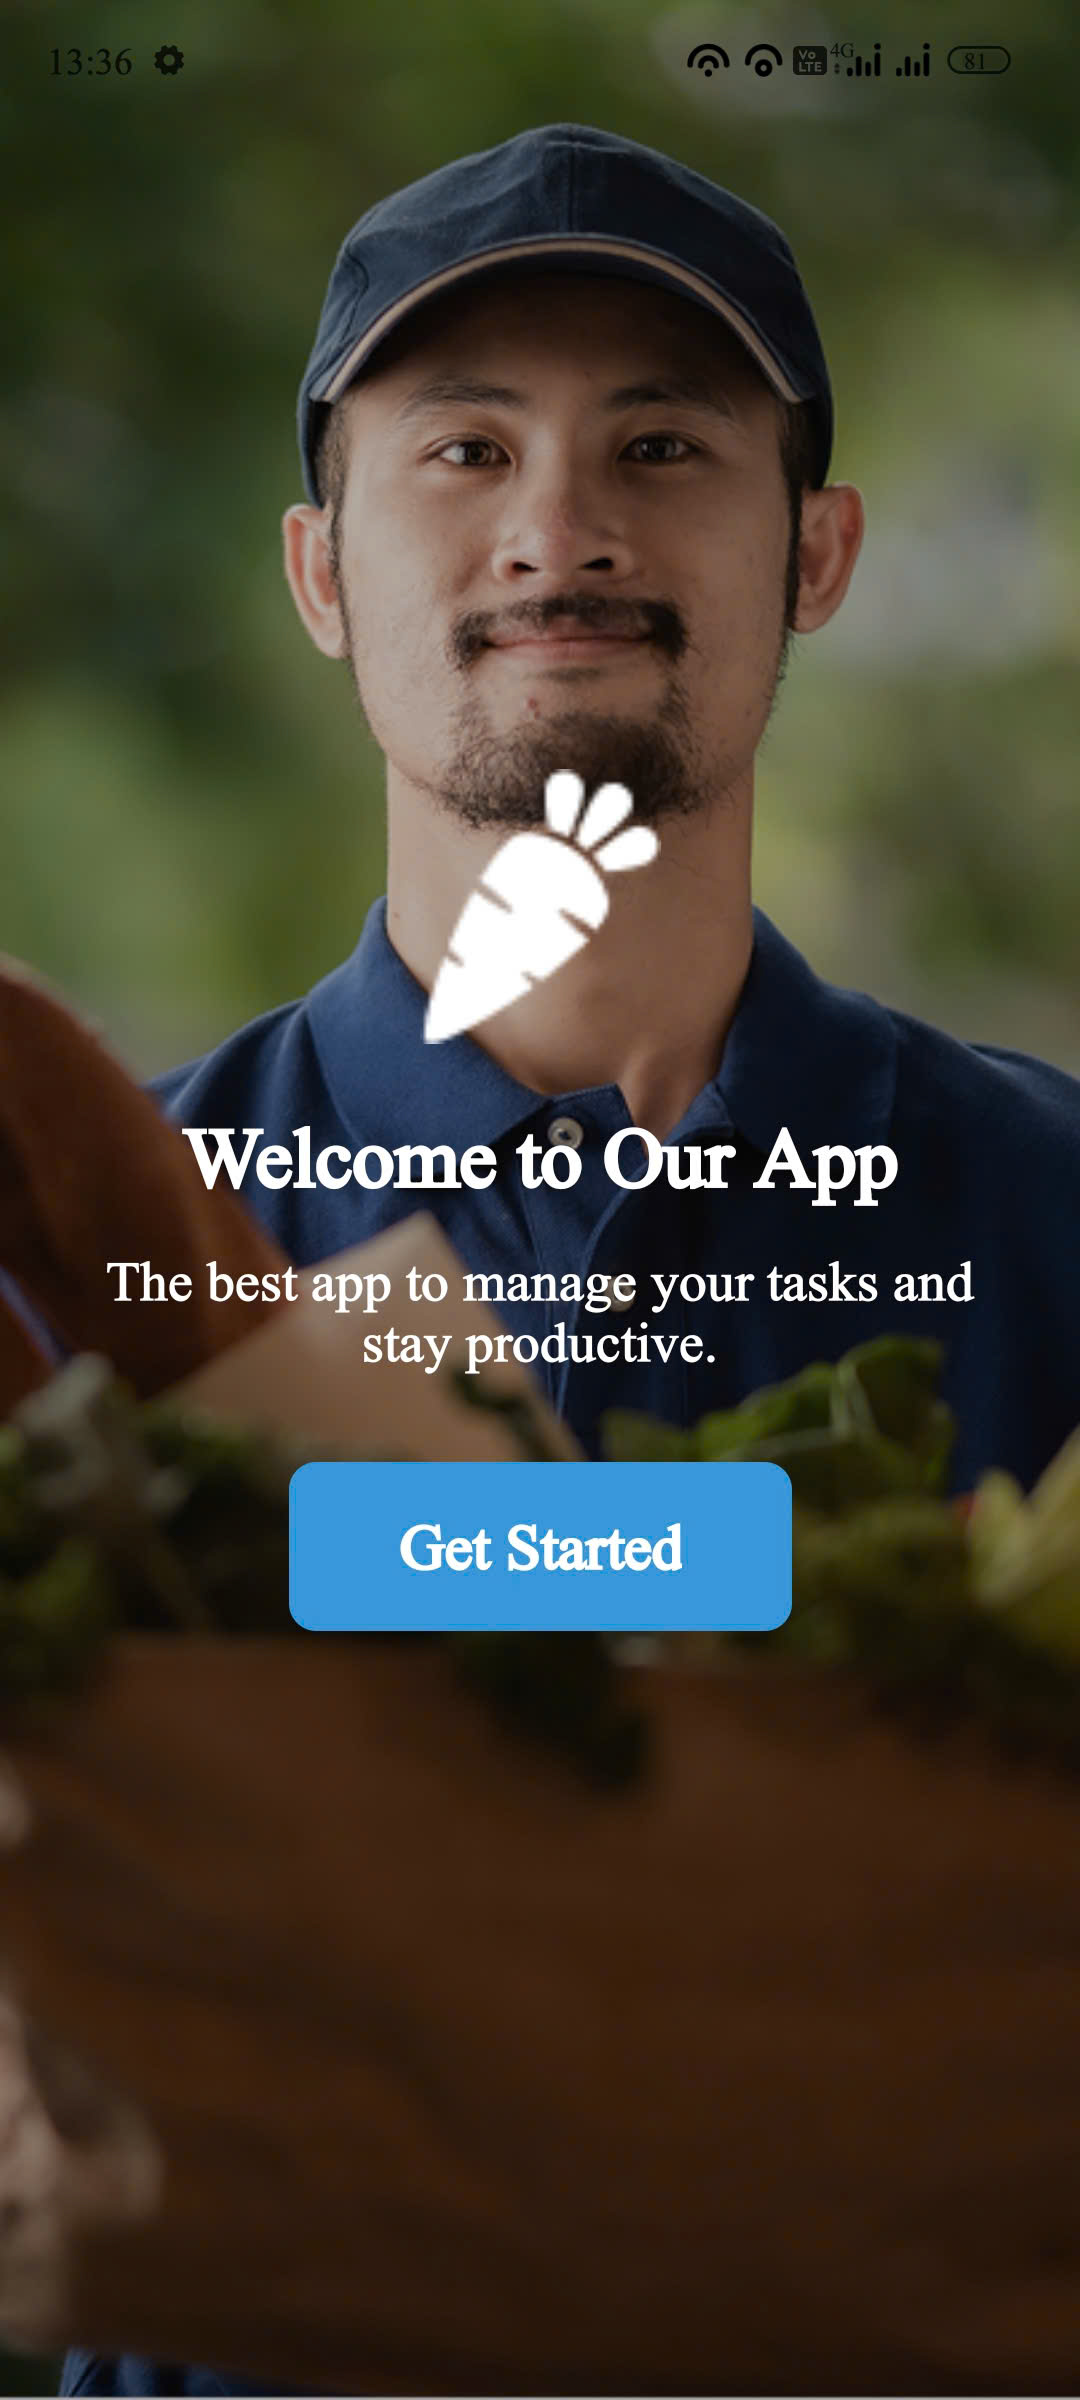 13:36 Vo LTE 4G 81
Welcome to Our App
The best app to manage your tasks and
stay productive.
Get Started